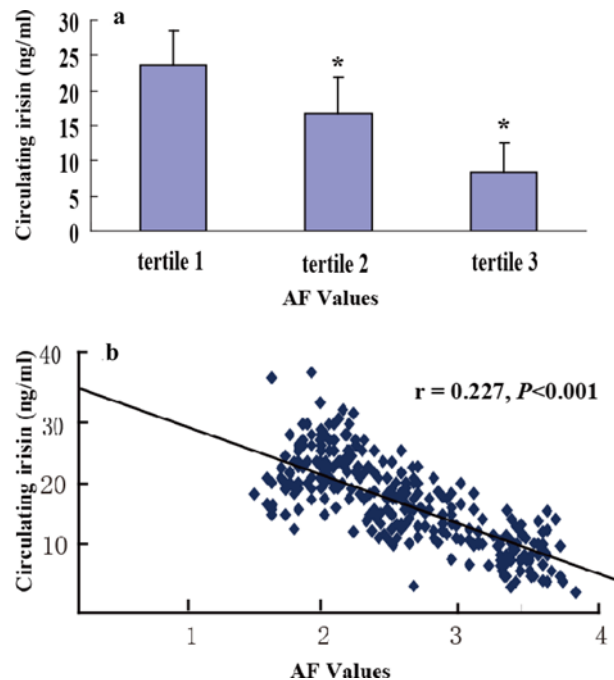 a
Circulating irisin (ng/ml)
30
25
20
15
10
5
0
*
*
tertile 1 tertile 2 tertile 3
AF Values
b
Circulating irisin (ng/ml)
40
30
20
10
r = 0.227, P<0.001
1 2 3 4
AF Values